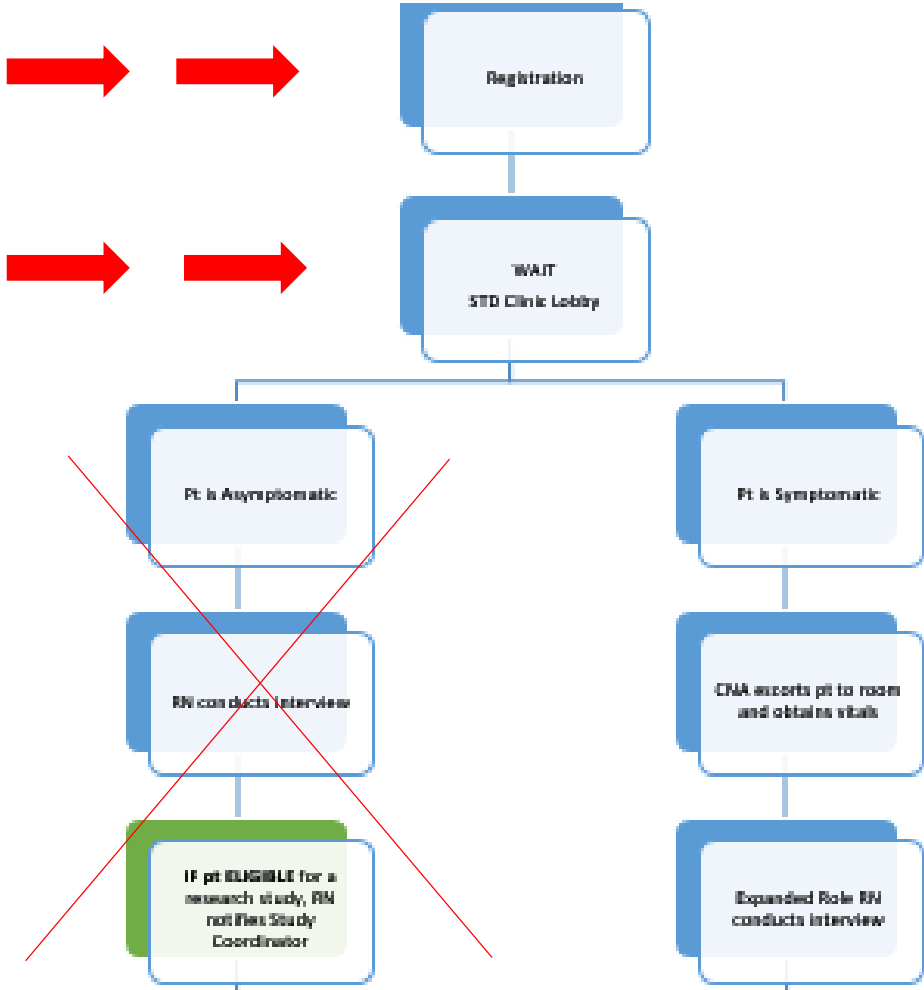 Registration
WAIT
STD Clinic Lobby
Pt is Asymptomatic
Pt is Symptomatic
RN conducts interview
CNA escorts pt to room
and obtains vitals
IF pt ELIGIBLE for a
research study, RN
notifies Study
Coordinator
Expanded Role RN
conducts interview